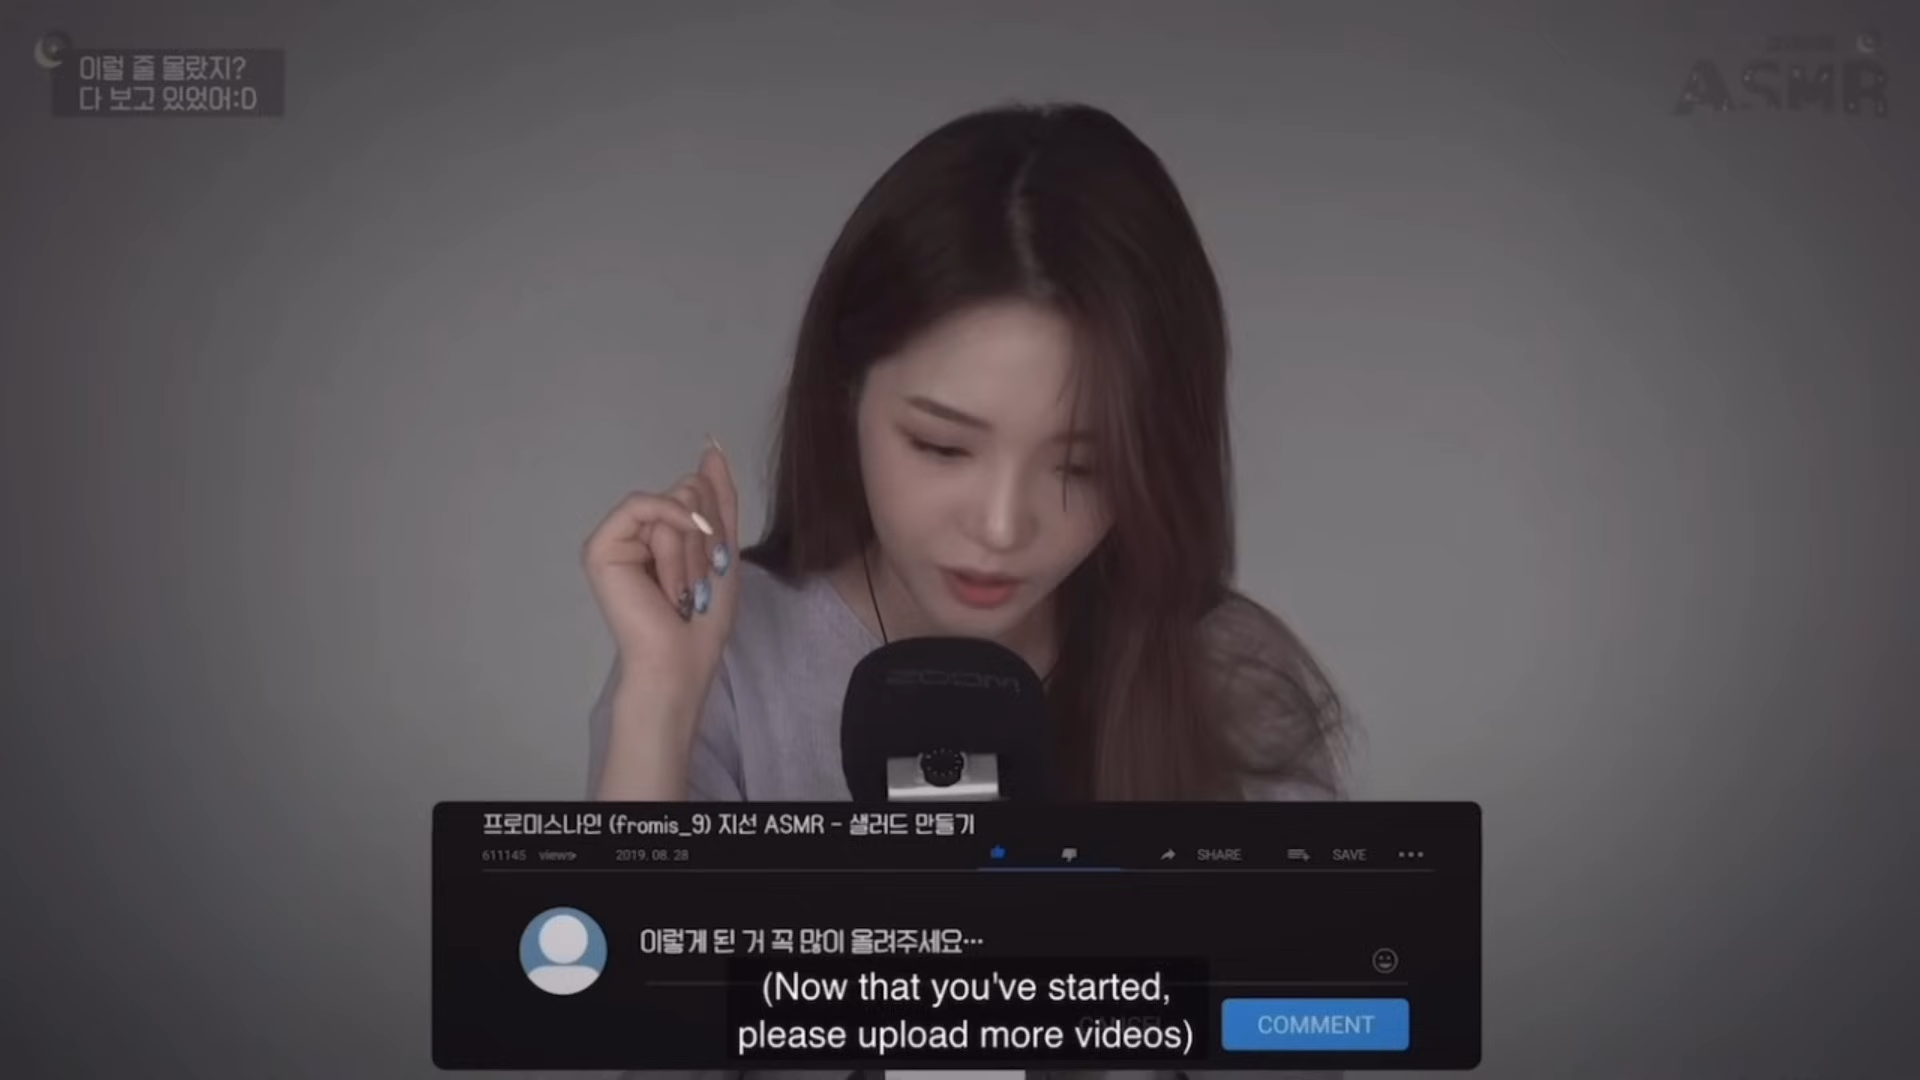 이럴 줄 몰랐지?
다 보고 있었어:D
ASMR
ZOOM
프로미스나인 (fromis_9) 지선 ASMR - 샐러드 만들기
611145 views 2019. 08. 28 SHARE SAVE
이렇게 된 거 꼭 많이 올려주세요…
(Now that you've started,
please upload more videos)
CANCEL COMMENT